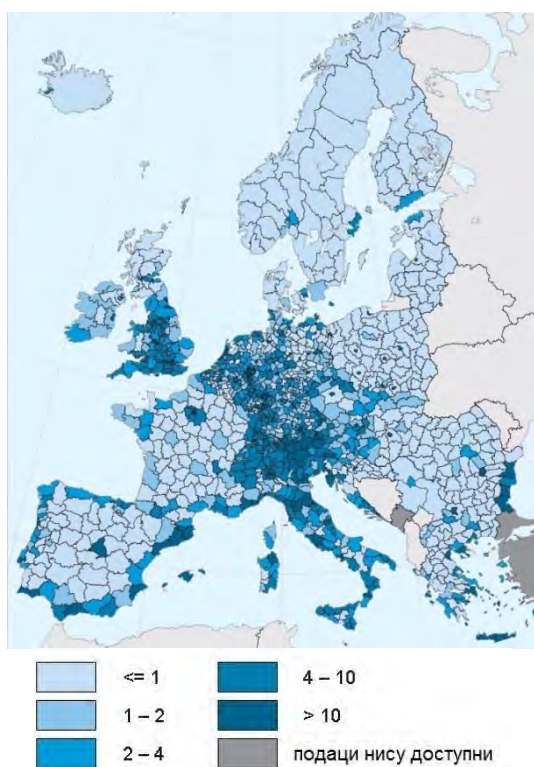 <= 1
4 – 10
1 – 2
> 10
2 – 4
подаци нису доступни